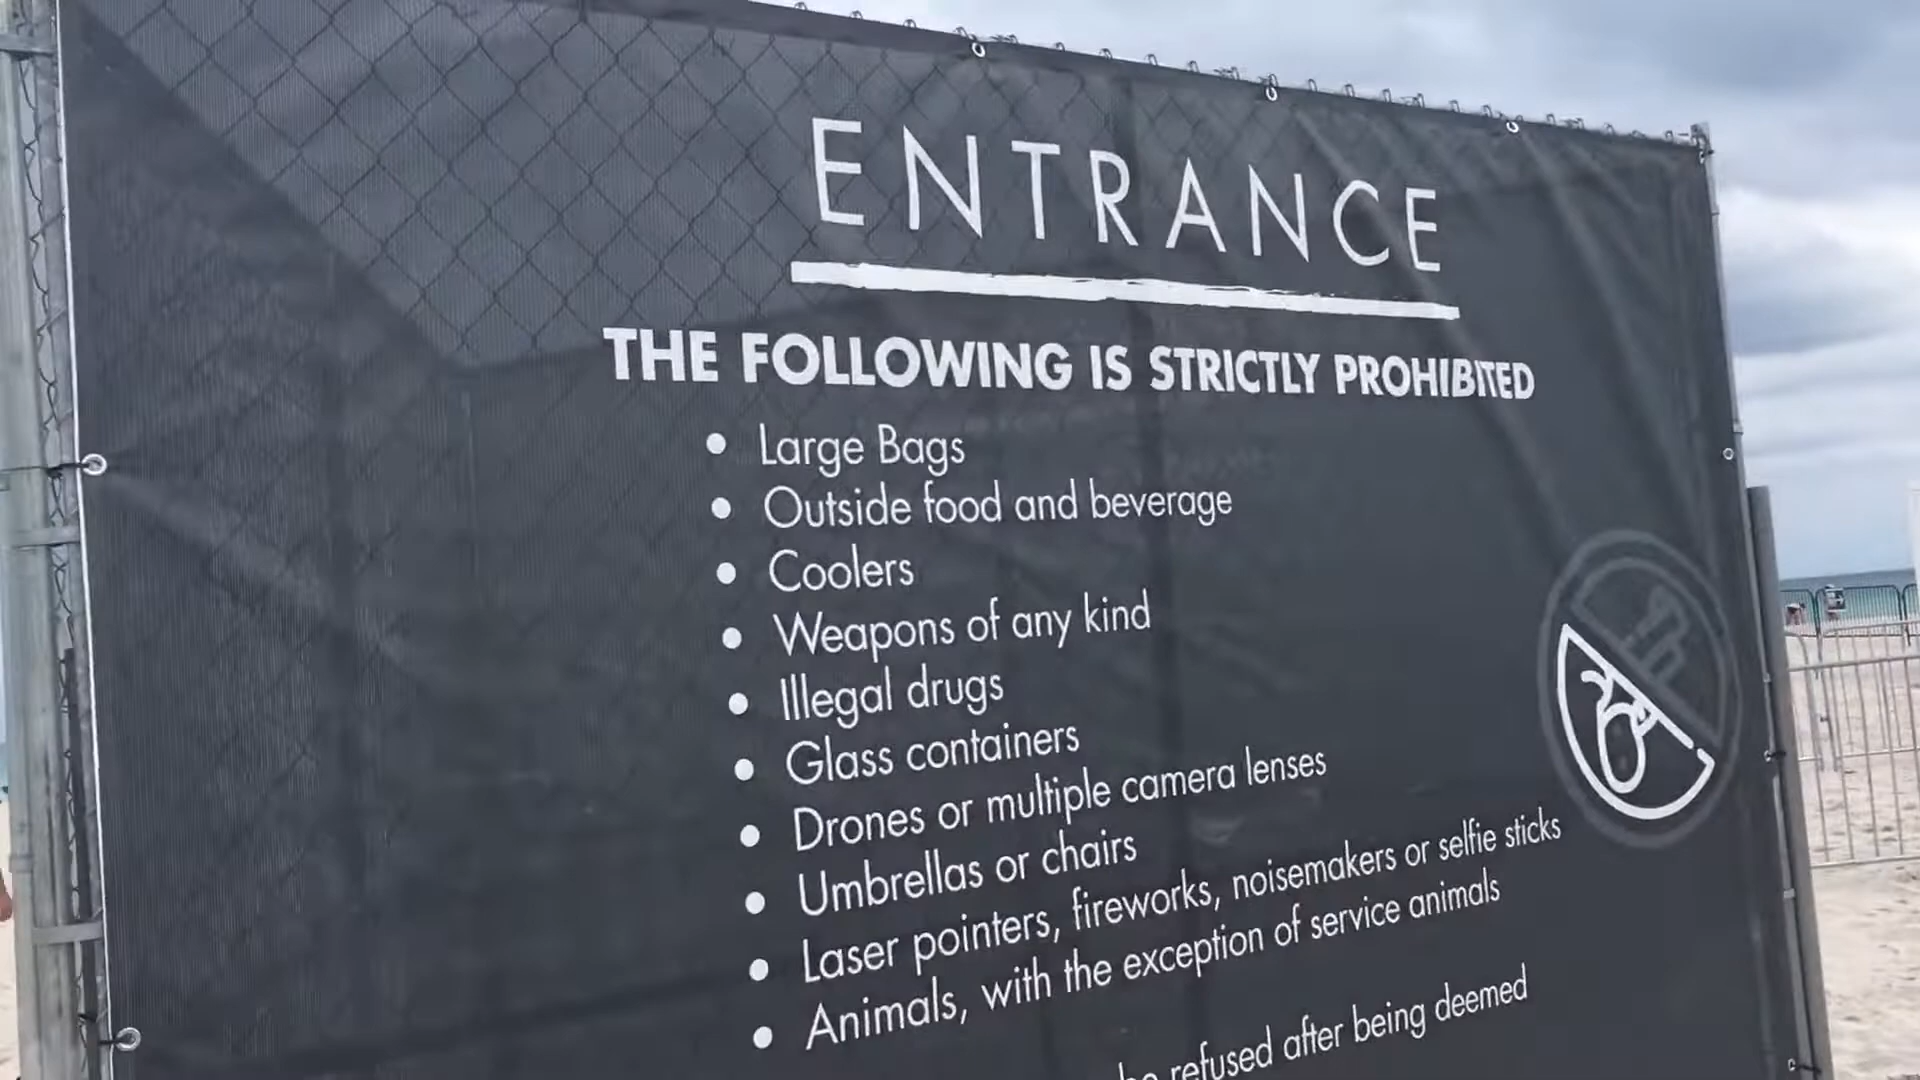 ENTRANCE
THE FOLLOWING IS STRICTLY PROHIBITED
• Large Bags
• Outside food and beverage
• Coolers
• Weapons of any kind
• Illegal drugs
• Glass containers
• Drones or multiple camera lenses
• Umbrellas or chairs
• Laser pointers, fireworks, noisemakers or selfie sticks
• Animals, with the exception of service animals
refused after being deemed